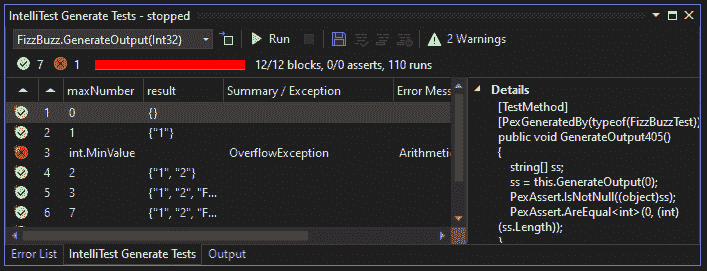 IntelliTest Generate Tests - stopped
FizzBuzz.GenerateOutput(Int32) Run 2 Warnings
7 1 12/12 blocks, 0/0 asserts, 110 runs
maxNumber result Summary / Exception Error Mess
1 0 {}
2 1 {"1"}
3 int.MinValue OverflowException Arithmetic
4 2 {"1", "2"}
5 3 {"1", "2", "F...
6 7 {"1", "2", "F...
Details
[TestMethod]
[PexGeneratedBy(typeof(FizzBuzzTest))
public void GenerateOutput405()
{
string[] ss;
ss = this.GenerateOutput(0);
PexAssert.IsNotNull((object)ss);
PexAssert.AreEqual<int>(0, (int)
(ss.Length));
}
Error List IntelliTest Generate Tests Output